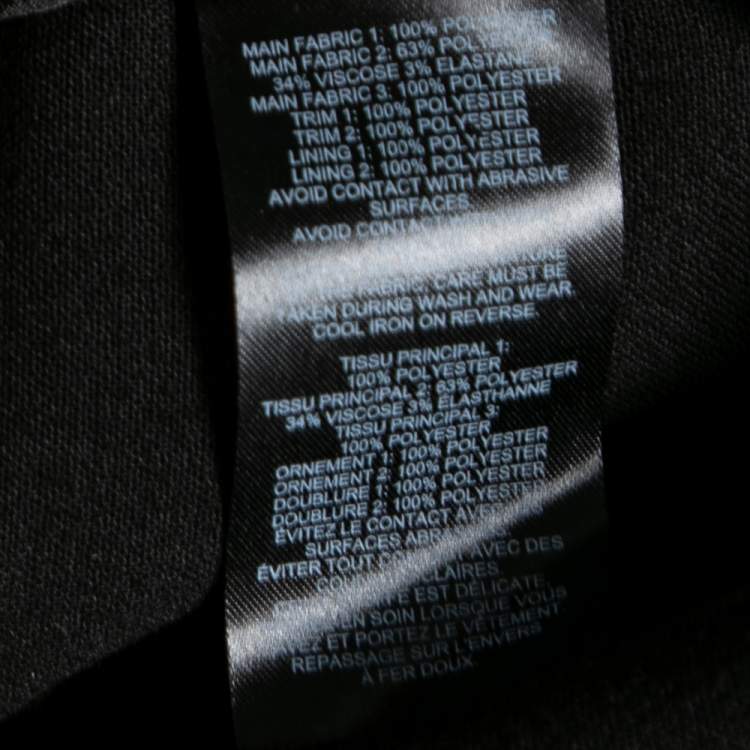 MAIN FABRIC 1: 100% POLYESTER
MAIN FABRIC 2: 63% POLYESTER
34% VISCOSE 3% ELASTANE
MAIN FABRIC 3: 100% POLYESTER
TRIM 1: 100% POLYESTER
TRIM 2: 100% POLYESTER
LINING 1: 100% POLYESTER
LINING 2: 100% POLYESTER
AVOID CONTACT WITH ABRASIVE
SURFACES.
AVOID CONTACT
FABRIC. CARE MUST BE
TAKEN DURING WASH AND WEAR.
COOL IRON ON REVERSE.
TISSU PRINCIPAL 1:
100% POLYESTER
TISSU PRINCIPAL 2: 63% POLYESTER
34% VISCOSE 3% ELASTHANNE
TISSU PRINCIPAL 3:
100% POLYESTER
ORNEMENT 1: 100% POLYESTER
ORNEMENT 2: 100% POLYESTER
DOUBLURE 1: 100% POLYESTER
DOUBLURE 2: 100% POLYESTER
ÉVITEZ LE CONTACT AVEC
SURFACES
ÉVITER TOUT CONTACT AVEC DES
EST DÉLICATE.
SOIN LORSQUE VOUS
ET PORTEZ LE VÊTEMENT
REPASSAGE SUR L'ENVERS
À FER DOUX.